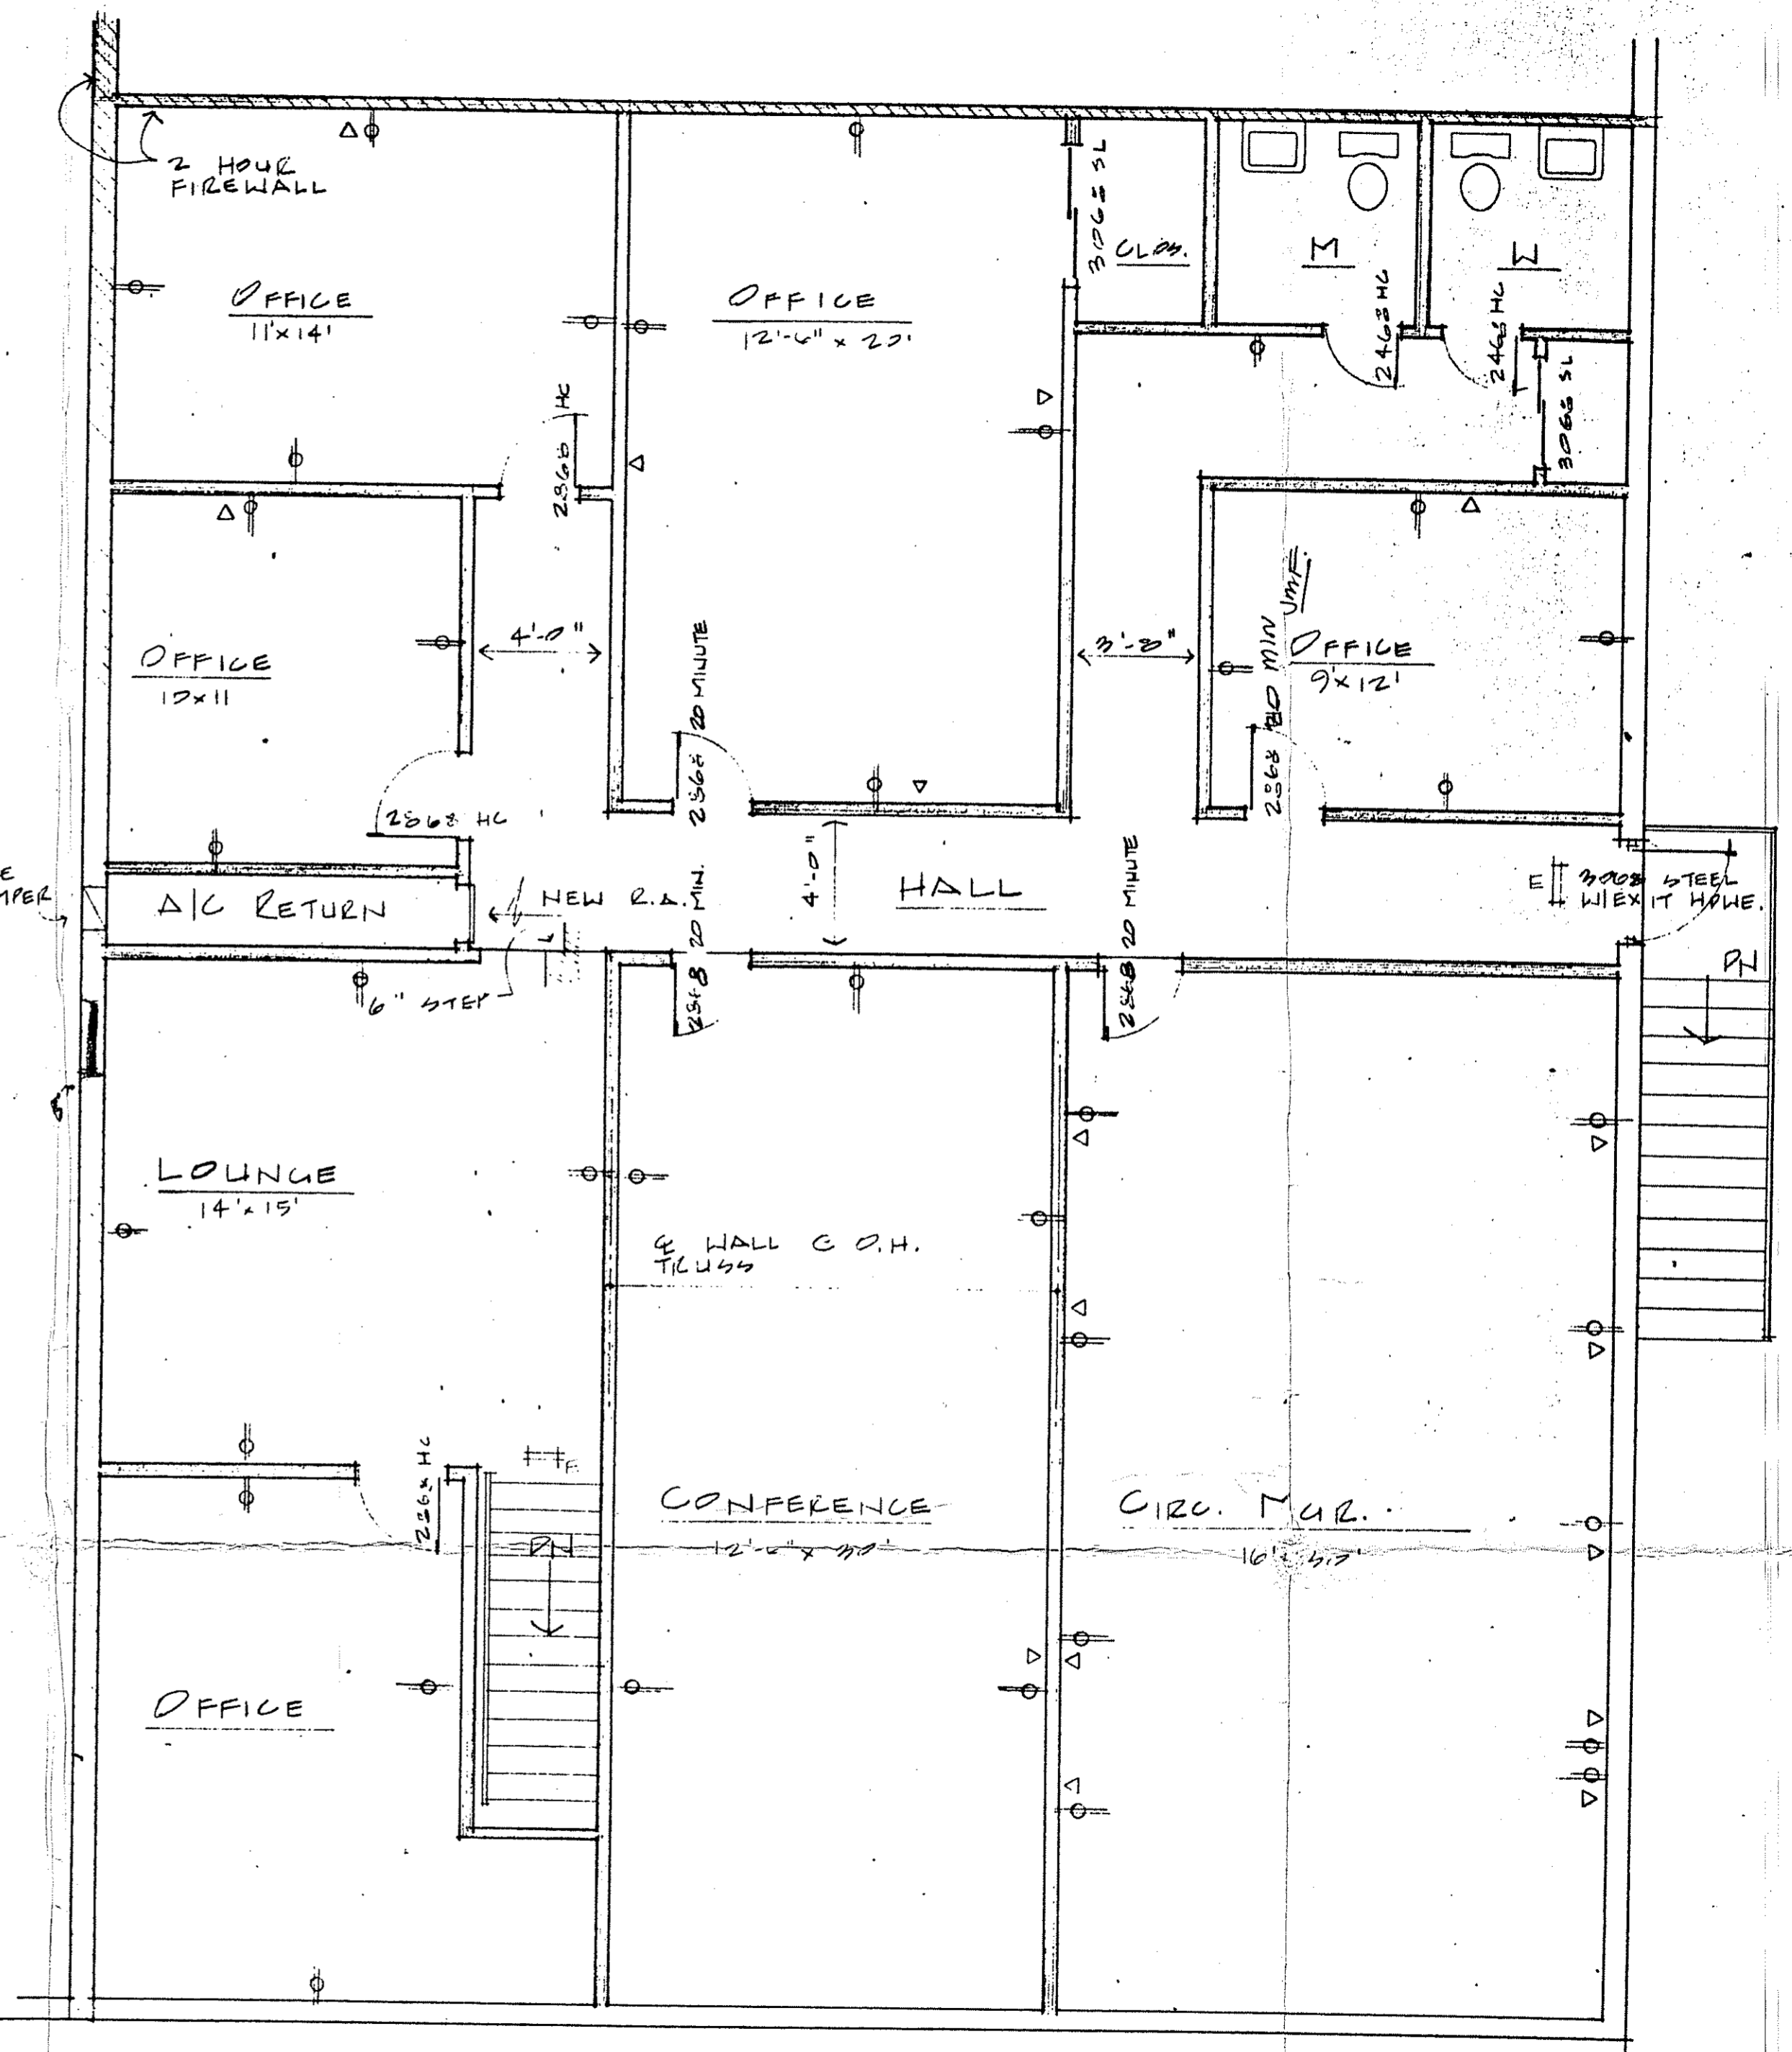 2 HOUR
FIREWALL
OFFICE
11'x14'
OFFICE
12'-6" x 20'
3068 SL
CLOS.
M
W
2468 HC
2468 HC
3068 SL
2868 HC
OFFICE
10x11
4'-0"
2868 20 MINUTE
3'-8"
OFFICE
9'x12'
2868 20 MIN
2868 HC
A/C RETURN
NEW R.A.
4'-0"
HALL
E
3068 STEEL
W/EXIT HDWE.
DN
6" STEP
2868 20 MIN.
2868 20 MINUTE
LOUNGE
14'x15'
℄ WALL @ O.H.
TRUSS
2868 HC
DN
CONFERENCE
CIRC. MGR.
OFFICE